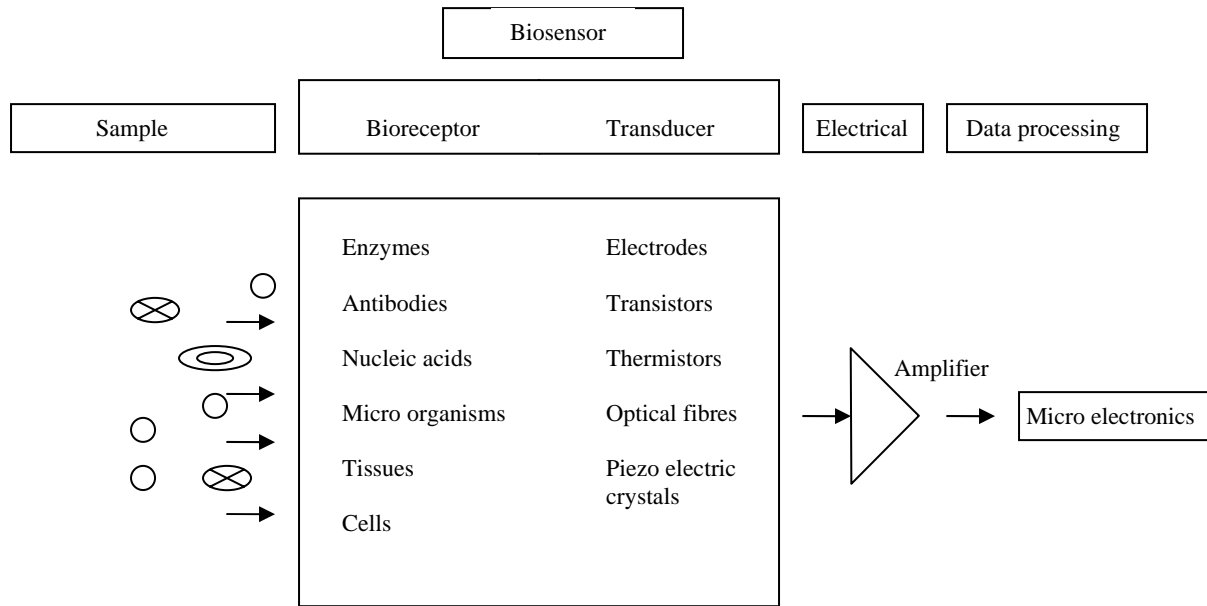 Biosensor
Sample
Bioreceptor
Transducer
Electrical
Data processing
Enzymes
Electrodes
Antibodies
Transistors
Nucleic acids
Thermistors
Amplifier
Micro organisms
Optical fibres
Micro electronics
Tissues
Piezo electric
crystals
Cells